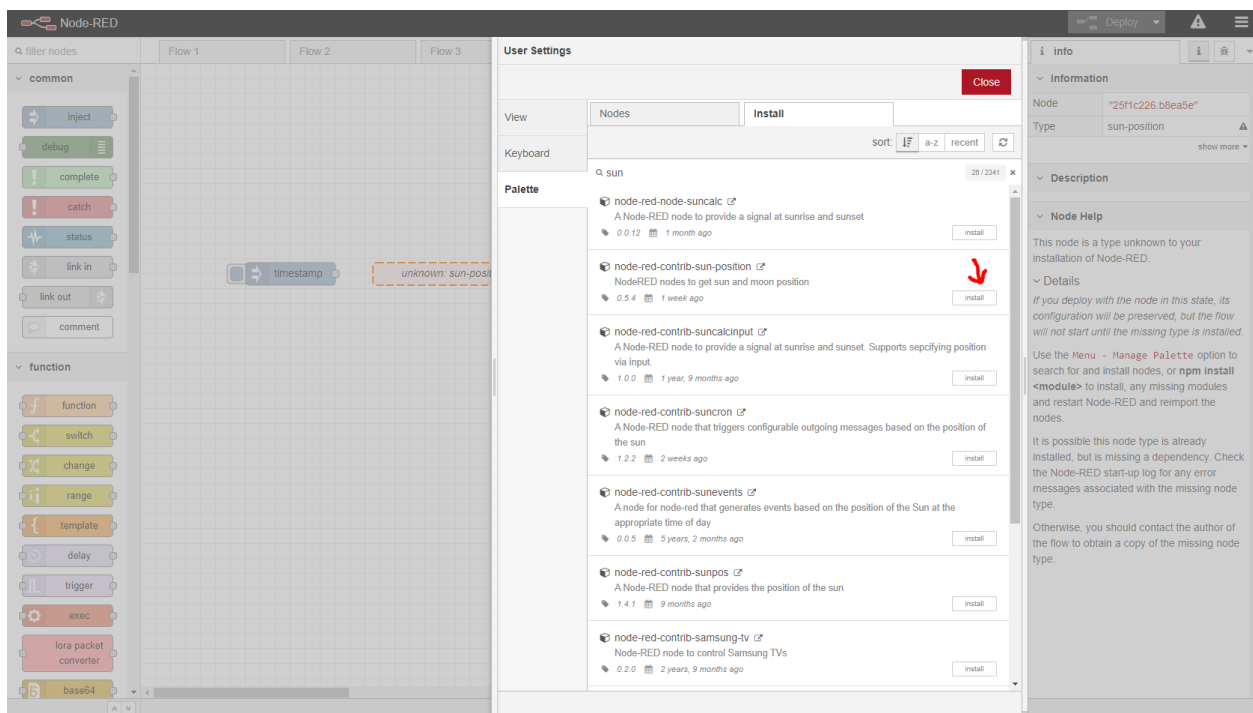 Node-RED
Deploy
filter nodes
common
inject
debug
complete
catch
status
link in
link out
comment
function
function
switch
change
range
template
delay
trigger
exec
lora packet
converter
base64
Flow 1
Flow 2
Flow 3
timestamp
unknown: sun-posit
User Settings
Close
View
Keyboard
Palette
Nodes
Install
sort:
a-z
recent
sun
26 / 2341
node-red-node-suncalc
A Node-RED node to provide a signal at sunrise and sunset
0.0.12
1 month ago
install
node-red-contrib-sun-position
NodeRED nodes to get sun and moon position
0.5.4
1 week ago
install
node-red-contrib-suncalcinput
A Node-RED node to provide a signal at sunrise and sunset. Supports sepcifying position
via input.
1.0.0
1 year, 9 months ago
install
node-red-contrib-suncron
A Node-RED node that triggers configurable outgoing messages based on the position of
the sun
1.2.2
2 weeks ago
install
node-red-contrib-sunevents
A node for node-red that generates events based on the position of the Sun at the
appropriate time of day
0.0.5
5 years, 2 months ago
install
node-red-contrib-sunpos
A Node-RED node that provides the position of the sun
1.4.1
9 months ago
install
node-red-contrib-samsung-tv
Node-RED node to control Samsung TVs
0.2.0
2 years, 9 months ago
install
i info
i
Information
Node
"25f1c226.b8ea5e"
Type
sun-position
show more
Description
Node Help
This node is a type unknown to your
installation of Node-RED.
Details
If you deploy with the node in this state, its
configuration will be preserved, but the flow
will not start until the missing type is installed.
Use the Menu - Manage Palette option to
search for and install nodes, or npm install
<module> to install, any missing modules
and restart Node-RED and reimport the
nodes.
It is possible this node type is already
installed, but is missing a dependency. Check
the Node-RED start-up log for any error
messages associated with the missing node
type.
Otherwise, you should contact the author of
the flow to obtain a copy of the missing node
type.